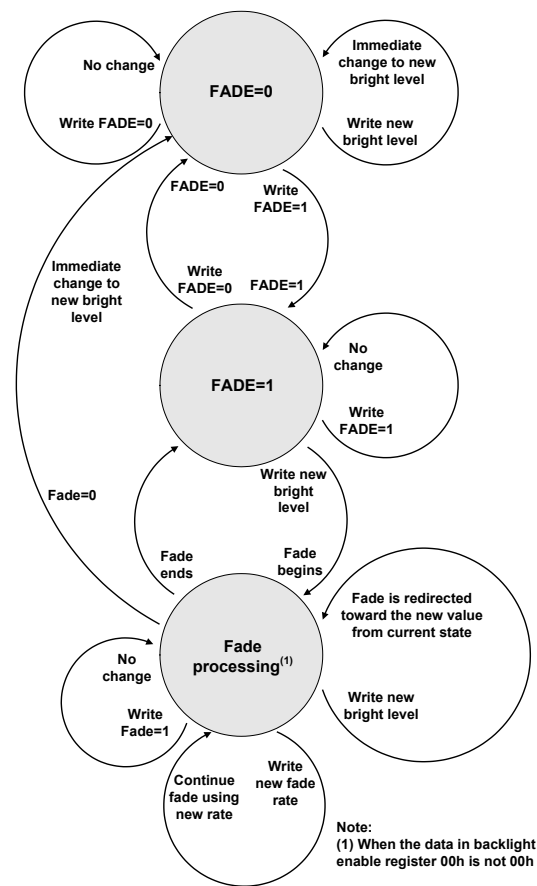 No change
Write FADE=0
FADE=0
Immediate
change to new
bright level
Write new
bright level
FADE=0
Write
FADE=1
Immediate
change to
new bright
level
Write
FADE=0
FADE=1
FADE=1
No
change
Write
FADE=1
Write new
bright
level
Fade=0
Fade
ends
Fade
begins
Fade is redirected
toward the new value
from current state
Fade
processing(1)
No
change
Write
Fade=1
Write new
bright level
Continue
fade using
new rate
Write
new fade
rate
Note:
(1) When the data in backlight
enable register 00h is not 00h